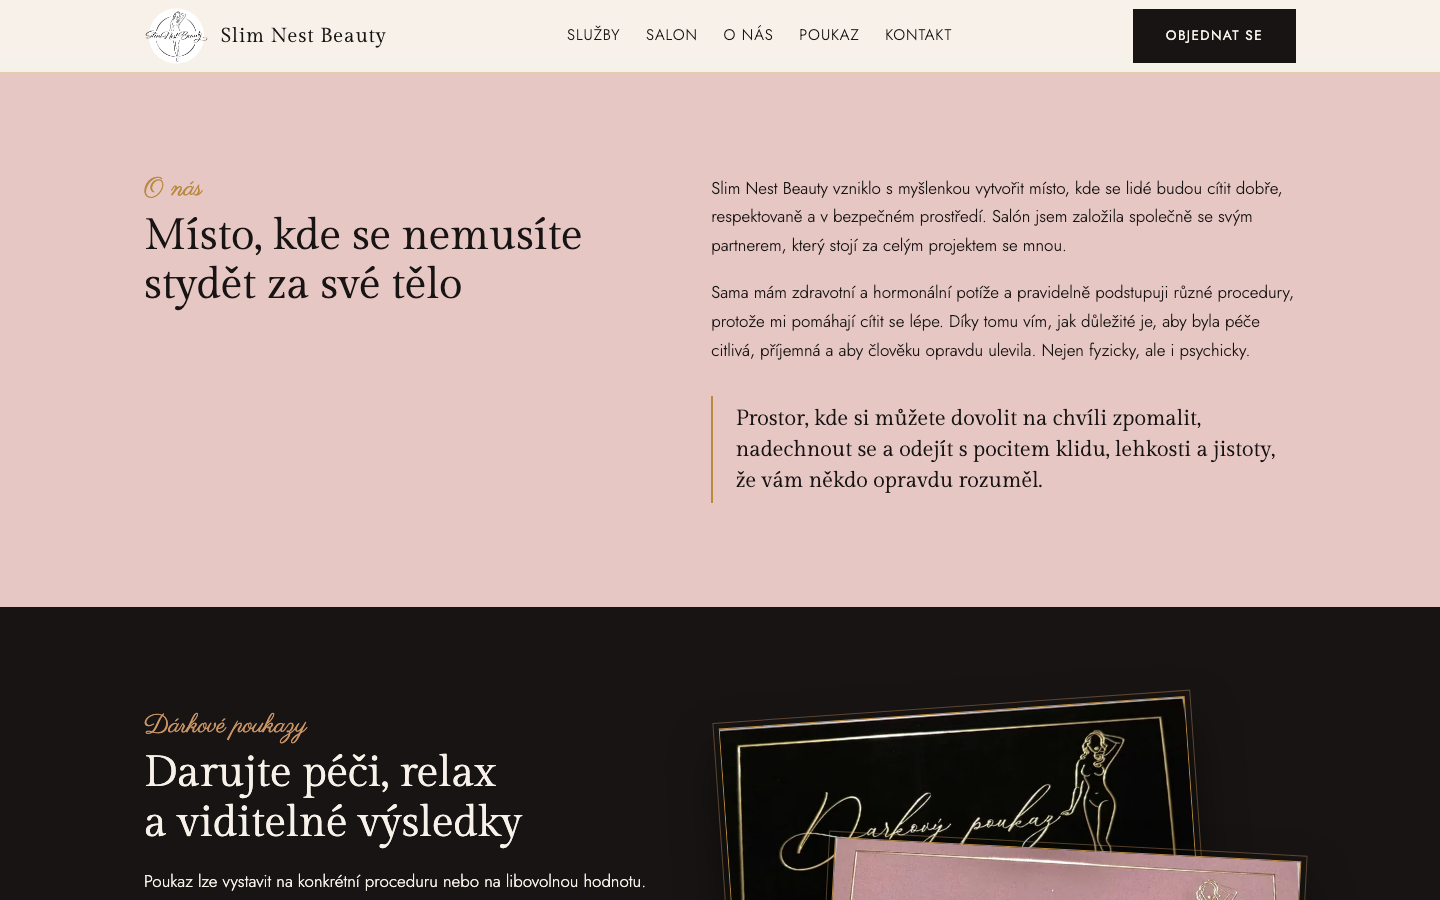 Slim Nest Beauty
Slim Nest Beauty
SLUŽBY SALON O NÁS POUKAZ KONTAKT
OBJEDNAT SE
O nás
Místo, kde se nemusíte
stydět za své tělo
Slim Nest Beauty vzniklo s myšlenkou vytvořit místo, kde se lidé budou cítit dobře,
respektovaně a v bezpečném prostředí. Salón jsem založila společně se svým
partnerem, který stojí za celým projektem se mnou.
Sama mám zdravotní a hormonální potíže a pravidelně podstupuji různé procedury,
protože mi pomáhají cítit se lépe. Díky tomu vím, jak důležité je, aby byla péče
citlivá, příjemná a aby člověku opravdu ulevila. Nejen fyzicky, ale i psychicky.
Prostor, kde si můžete dovolit na chvíli zpomalit,
nadechnout se a odejít s pocitem klidu, lehkosti a jistoty,
že vám někdo opravdu rozuměl.
Dárkové poukazy
Darujte péči, relax
a viditelné výsledky
Poukaz lze vystavit na konkrétní proceduru nebo na libovolnou hodnotu.
Darkový poukaz